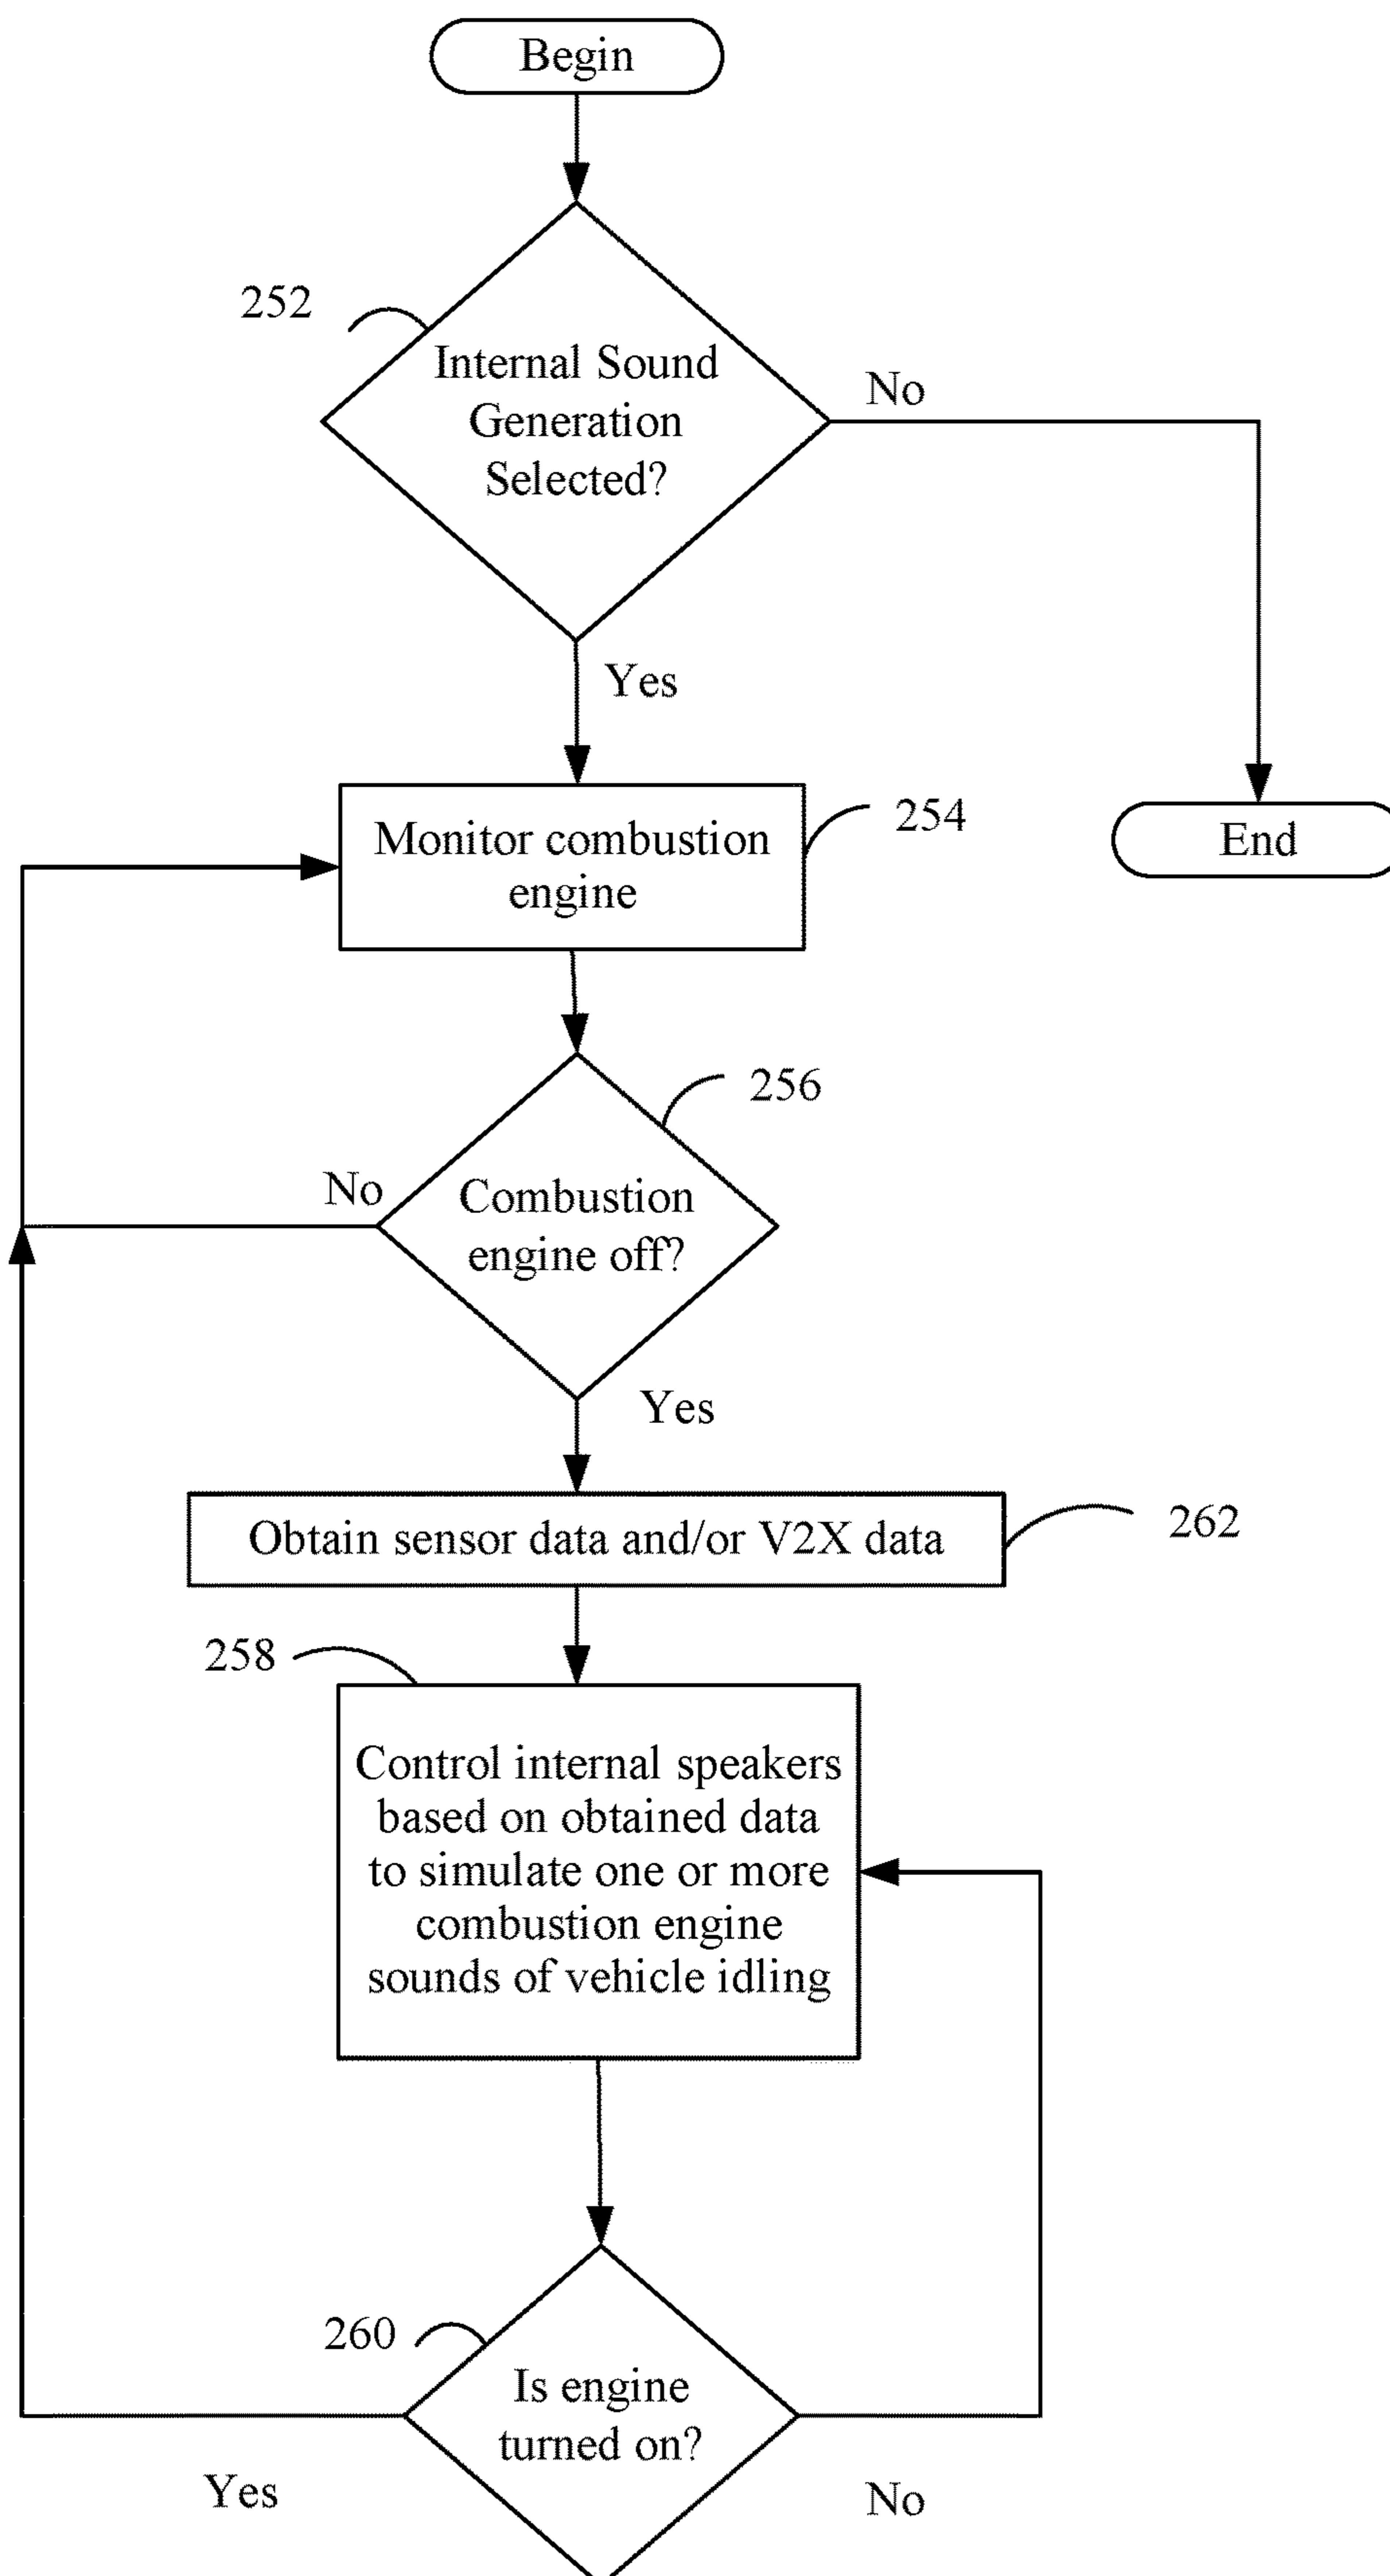 Begin
252
Internal Sound
Generation
Selected?
No
Yes
Monitor combustion
engine
254
End
256
No
Combustion
engine off?
Yes
Obtain sensor data and/or V2X data
262
258
Control internal speakers
based on obtained data
to simulate one or more
combustion engine
sounds of vehicle idling
260
Is engine
turned on?
Yes
No